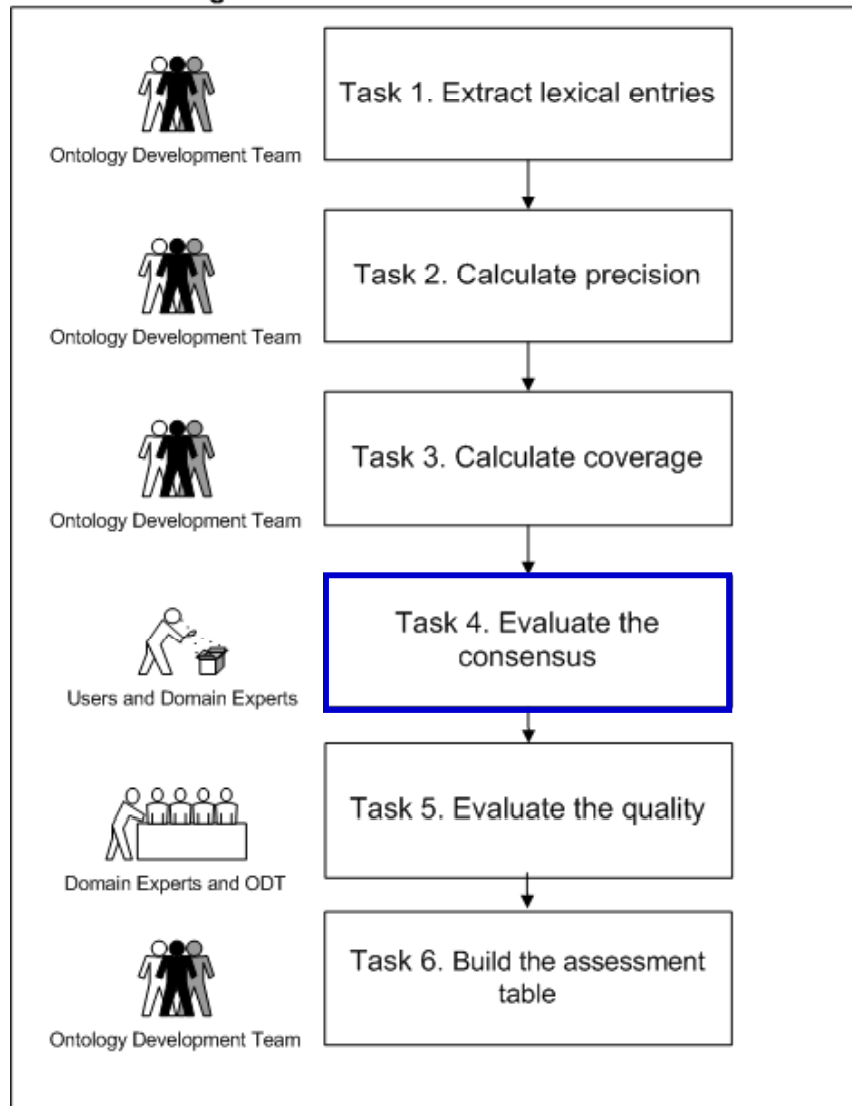 Task 1. Extract lexical entries
Ontology Development Team
Task 2. Calculate precision
Ontology Development Team
Task 3. Calculate coverage
Ontology Development Team
Task 4. Evaluate the
consensus
Users and Domain Experts
Task 5. Evaluate the quality
Domain Experts and ODT
Task 6. Build the assessment
table
Ontology Development Team